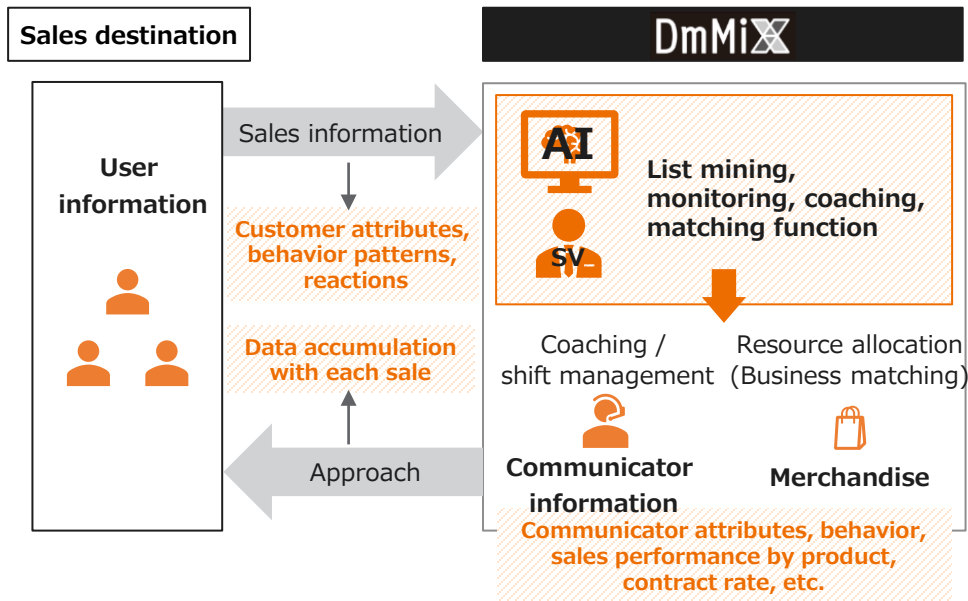 Sales destination
DmMiX
User
information
Sales information
Customer attributes,
behavior patterns,
reactions
Data accumulation
with each sale
Approach
AI
SV
List mining,
monitoring, coaching,
matching function
Coaching /
shift management
Resource allocation
(Business matching)
Communicator
information
Merchandise
Communicator attributes, behavior,
sales performance by product,
contract rate, etc.